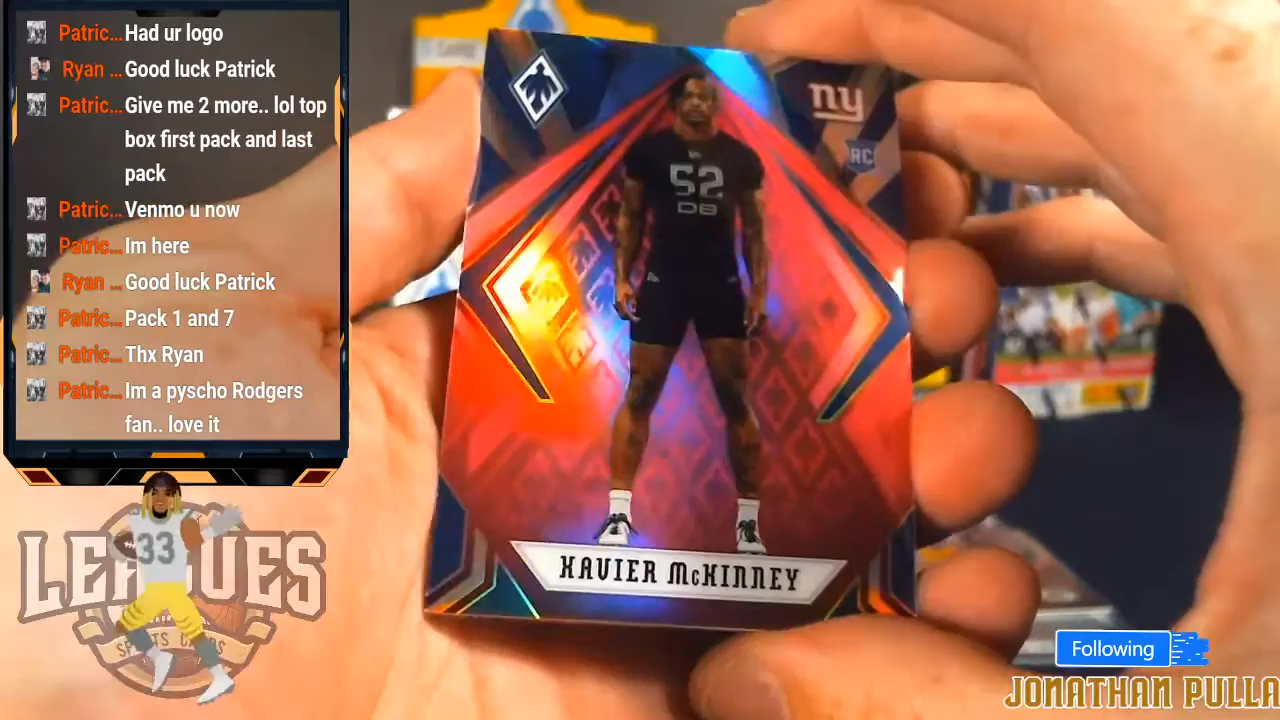 Patric... Had ur logo
Ryan ... Good luck Patrick
Patric... Give me 2 more.. lol top
box first pack and last
pack
Patric... Venmo u now
Patric... Im here
Ryan ... Good luck Patrick
Patric... Pack 1 and 7
Patric... Thx Ryan
Patric... Im a pyscho Rodgers
fan.. love it
33
LEAGUES
SPORTS CARDS
ny
RC
52
DB
XAVIER McKINNEY
Following
JONATHAN PULLA